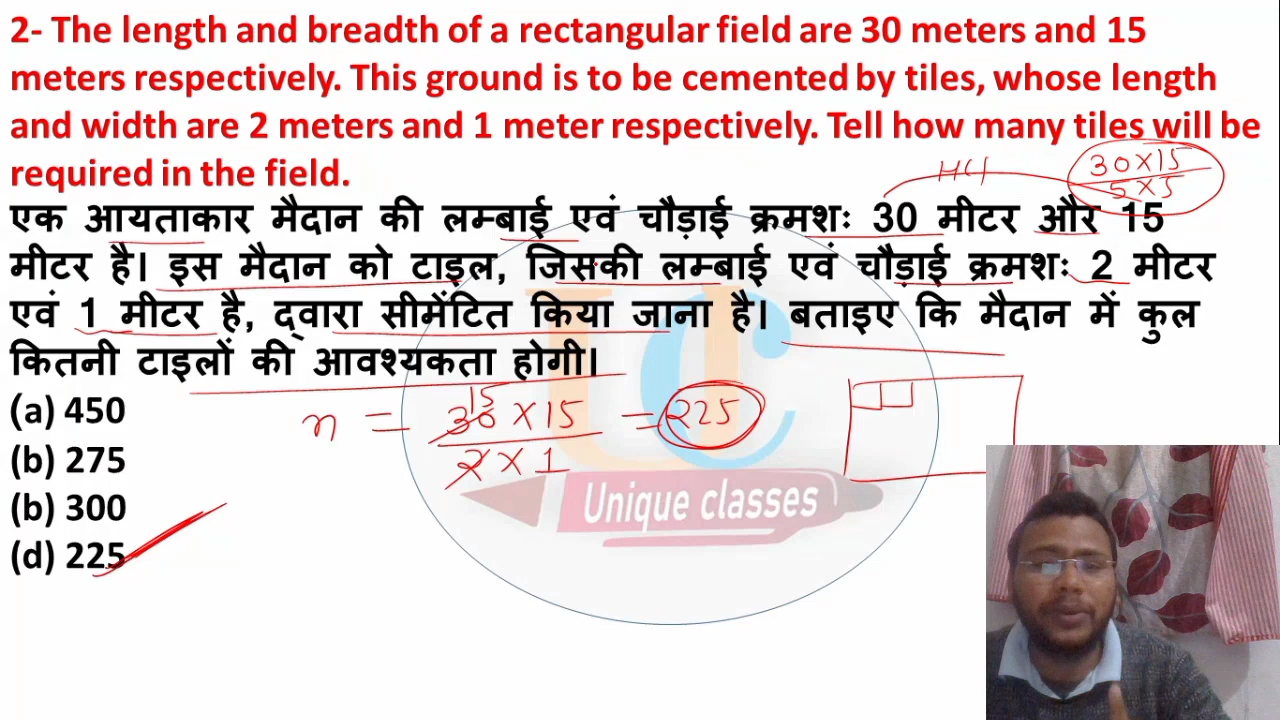 2- The length and breadth of a rectangular field are 30 meters and 15
meters respectively. This ground is to be cemented by tiles, whose length
and width are 2 meters and 1 meter respectively. Tell how many tiles will be
required in the field.
HCF
30×15
5×5
एक आयताकार मैदान की लम्बाई एवं चौड़ाई क्रमशः 30 मीटर और 15
मीटर है। इस मैदान को टाइल, जिसकी लम्बाई एवं चौड़ाई क्रमशः 2 मीटर
एवं 1 मीटर है, द्वारा सीमेंटित किया जाना है। बताइए कि मैदान में कुल
कितनी टाइलों की आवश्यकता होगी।
(a) 450
(b) 275
(b) 300
(d) 225
15
n = 30×15 = 225
2×1
UC
Unique classes